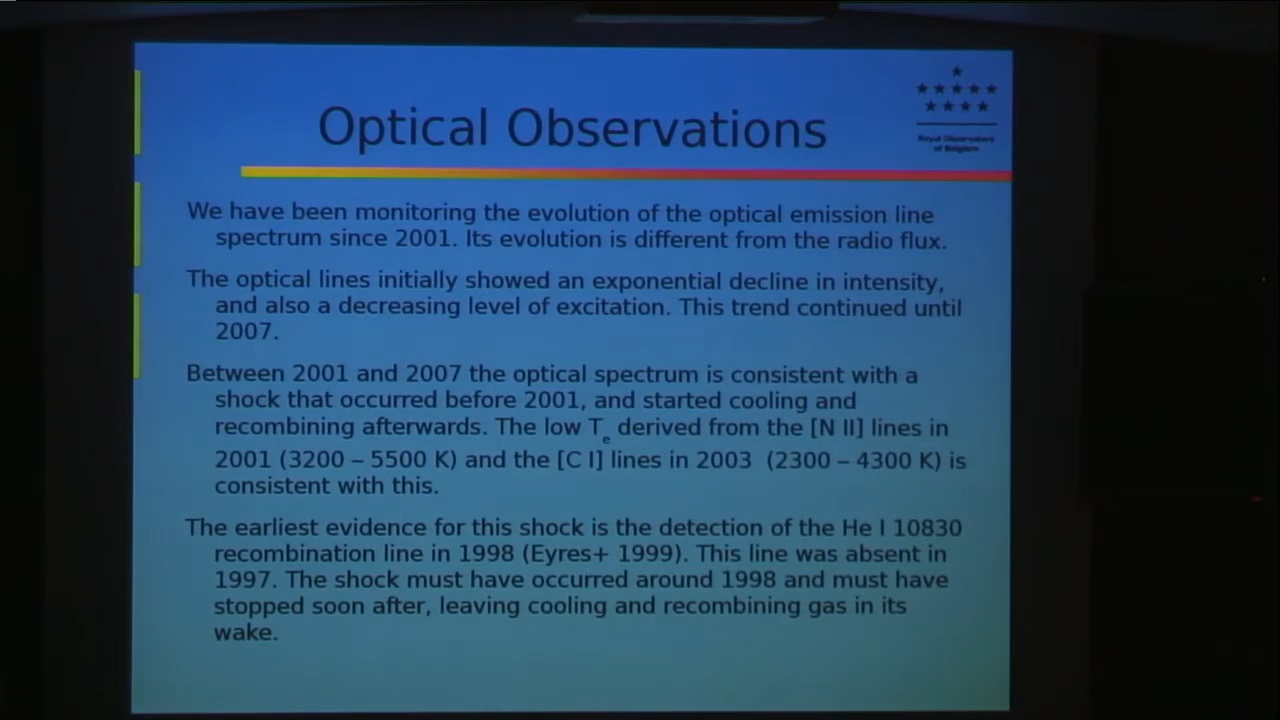 Optical Observations
Royal Observatory
of Belgium
We have been monitoring the evolution of the optical emission line
spectrum since 2001. Its evolution is different from the radio flux.
The optical lines initially showed an exponential decline in intensity,
and also a decreasing level of excitation. This trend continued until
2007.
Between 2001 and 2007 the optical spectrum is consistent with a
shock that occurred before 2001, and started cooling and
recombining afterwards. The low Te derived from the [N II] lines in
2001 (3200 – 5500 K) and the [C I] lines in 2003 (2300 – 4300 K) is
consistent with this.
The earliest evidence for this shock is the detection of the He I 10830
recombination line in 1998 (Eyres+ 1999). This line was absent in
1997. The shock must have occurred around 1998 and must have
stopped soon after, leaving cooling and recombining gas in its
wake.